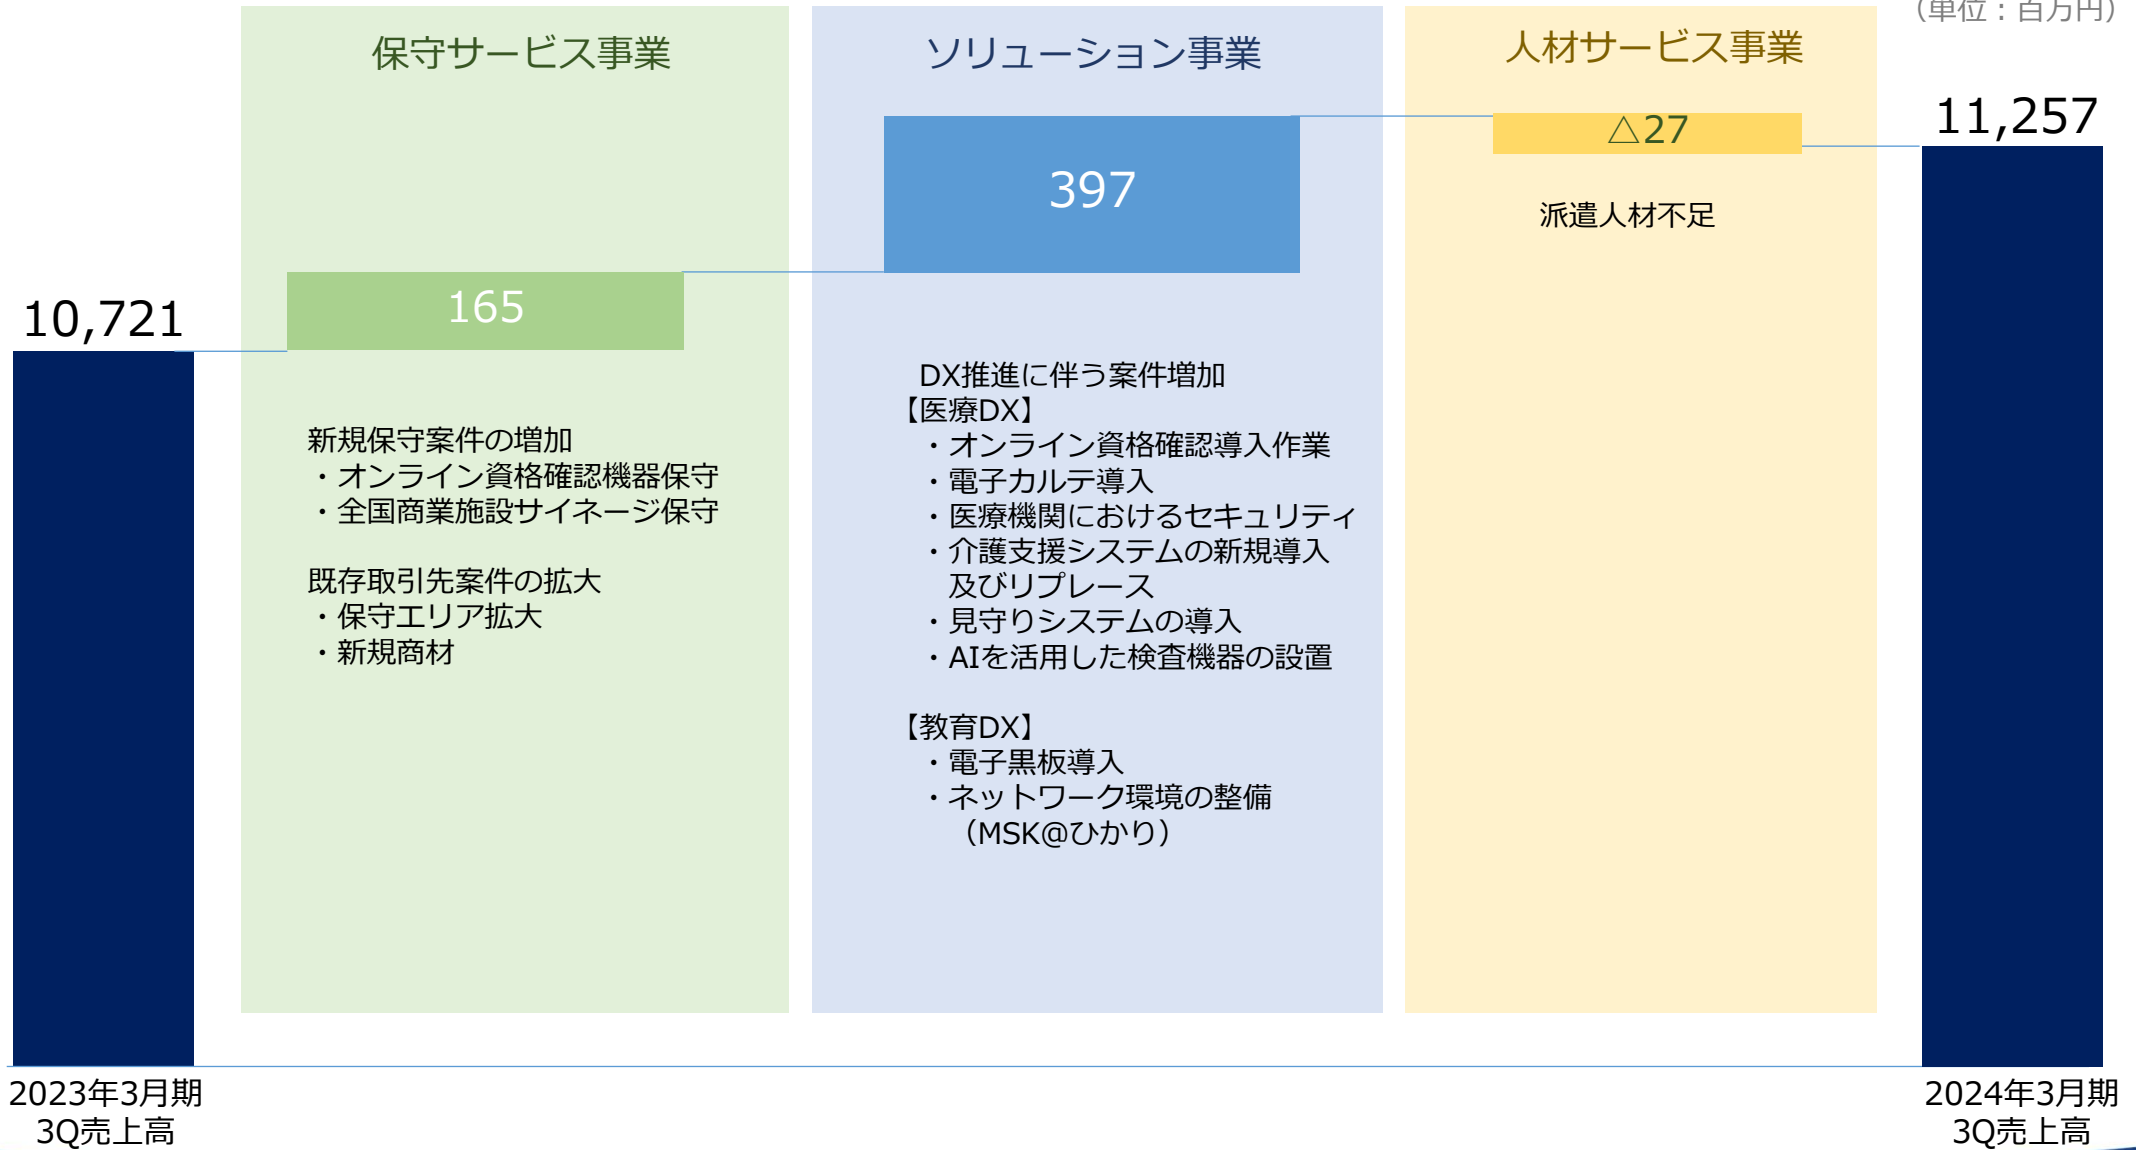 （単位：百万円）
保守サービス事業
ソリューション事業
人材サービス事業
10,721
165
397
△27
11,257
新規保守案件の増加
・オンライン資格確認機器保守
・全国商業施設サイネージ保守
既存取引先案件の拡大
・保守エリア拡大
・新規商材
DX推進に伴う案件増加
【医療DX】
・オンライン資格確認導入作業
・電子カルテ導入
・医療機関におけるセキュリティ
・介護支援システムの新規導入
及びリプレース
・見守りシステムの導入
・AIを活用した検査機器の設置
【教育DX】
・電子黒板導入
・ネットワーク環境の整備
（MSK@ひかり）
派遣人材不足
2023年3月期
3Q売上高
2024年3月期
3Q売上高